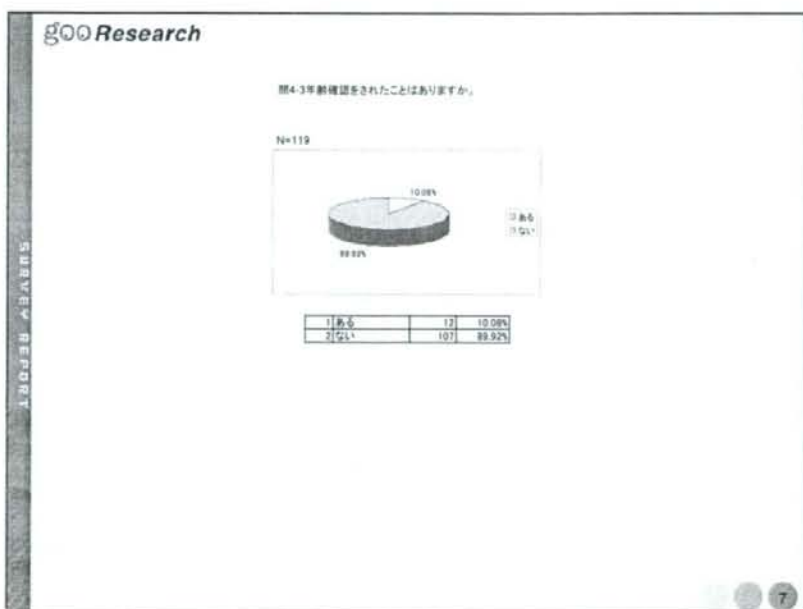 goo Research
問4-3年齢確認をされたことはありますか。
N=119
10.08%
89.92%
ある
ない
1 ある 12 10.08%
2 ない 107 89.92%
SURVEY REPORT
7